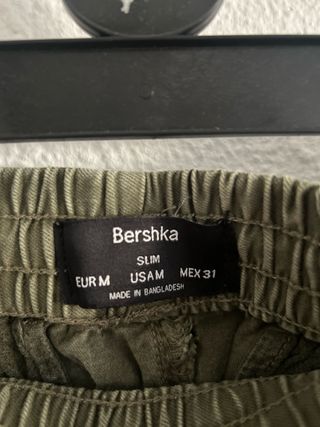 Bershka
SLIM
EUR M USA M MEX 31
MADE IN BANGLADESH